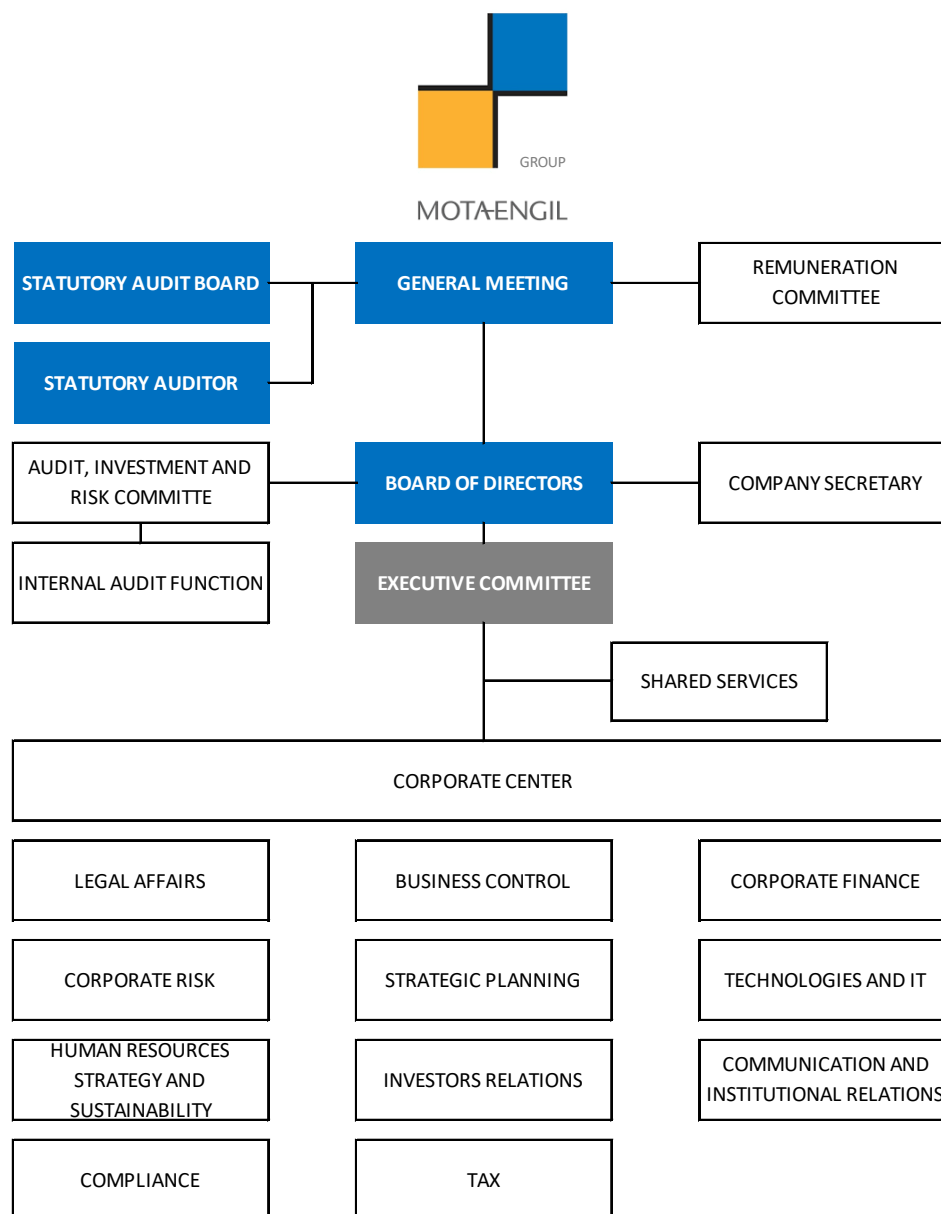 GROUP
MOTA-ENGIL
STATUTORY AUDIT BOARD
GENERAL MEETING
REMUNERATION
COMMITTEE
STATUTORY AUDITOR
AUDIT, INVESTMENT AND
RISK COMMITTE
BOARD OF DIRECTORS
COMPANY SECRETARY
INTERNAL AUDIT FUNCTION
EXECUTIVE COMMITTEE
SHARED SERVICES
CORPORATE CENTER
LEGAL AFFAIRS
BUSINESS CONTROL
CORPORATE FINANCE
CORPORATE RISK
STRATEGIC PLANNING
TECHNOLOGIES AND IT
HUMAN RESOURCES
STRATEGY AND
SUSTAINABILITY
INVESTORS RELATIONS
COMMUNICATION AND
INSTITUTIONAL RELATIONS
COMPLIANCE
TAX